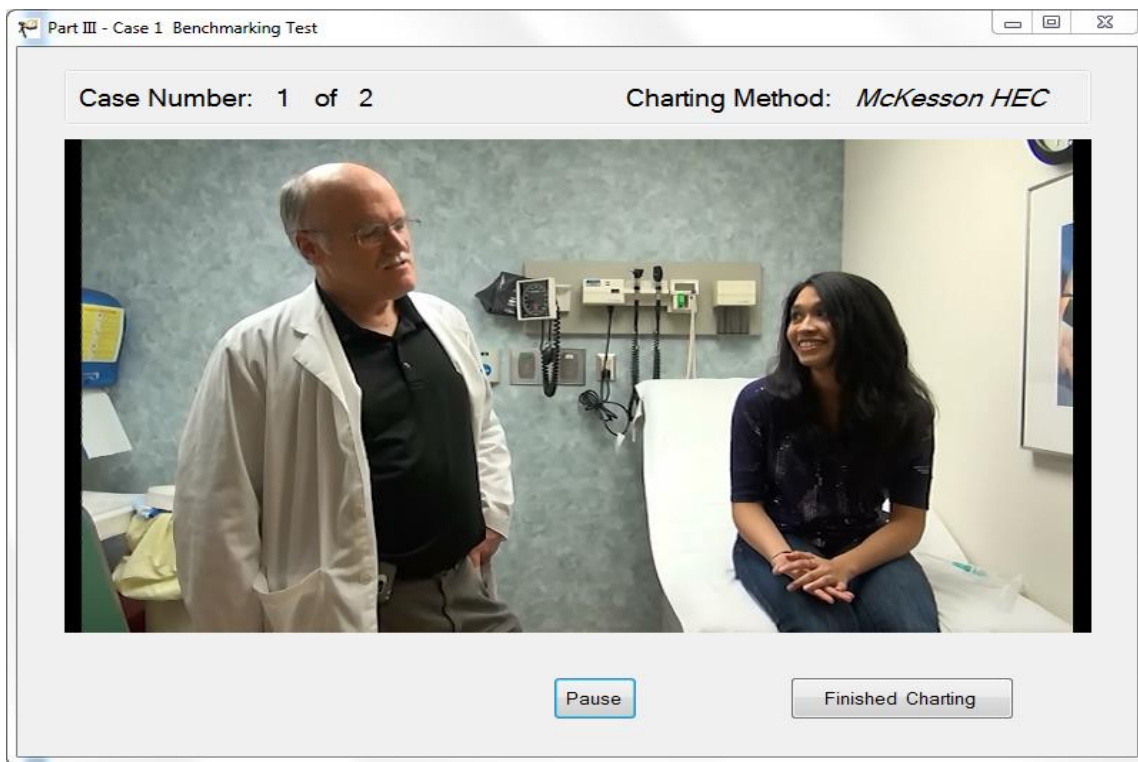 Part III - Case 1 Benchmarking Test
Case Number: 1 of 2 Charting Method: McKesson HEC
Pause Finished Charting